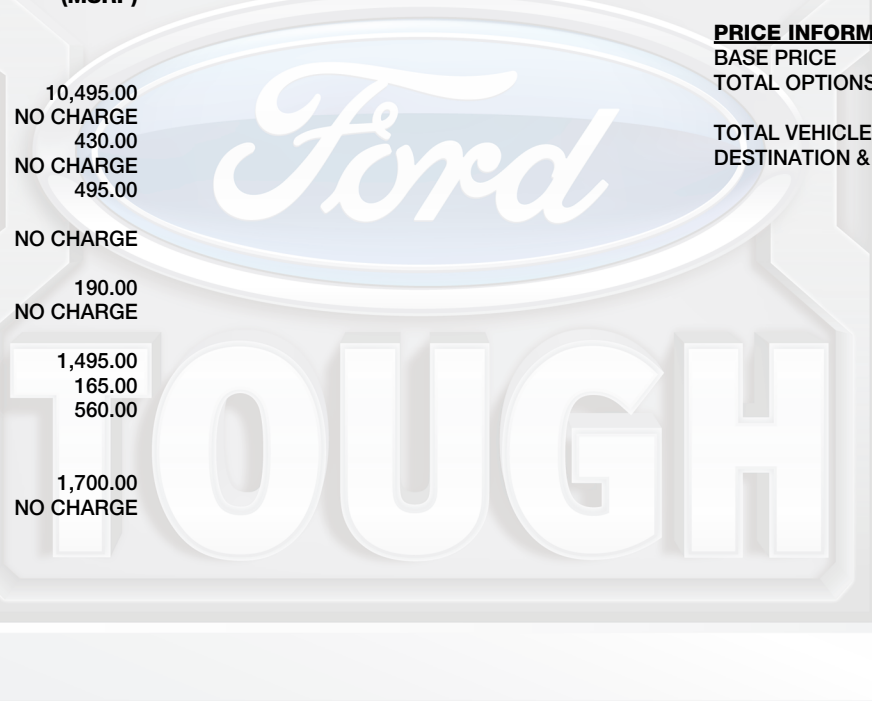 (MSRP)
10,495.00
NO CHARGE
430.00
NO CHARGE
495.00
NO CHARGE
190.00
NO CHARGE
1,495.00
165.00
560.00
1,700.00
NO CHARGE
PRICE INFORM
BASE PRICE
TOTAL OPTIONS
TOTAL VEHICLE
DESTINATION &
Ford
TOUGH